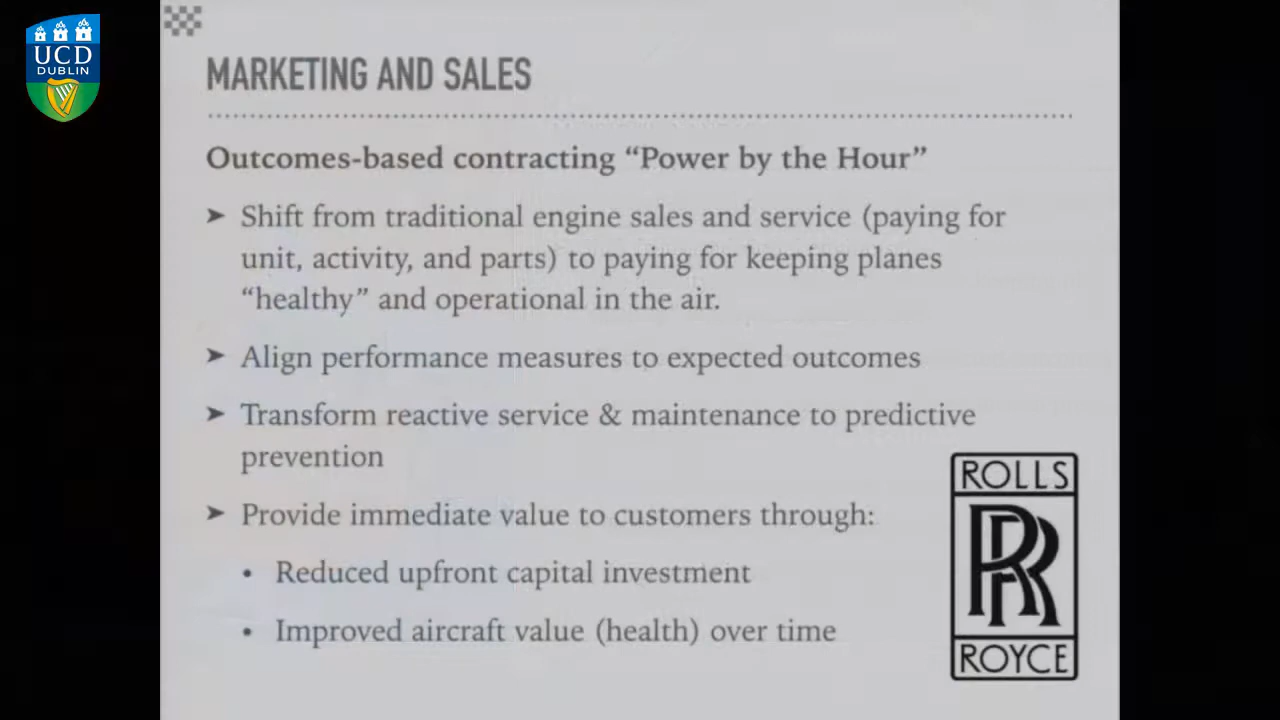 UCD
DUBLIN
MARKETING AND SALES
Outcomes-based contracting “Power by the Hour”
➤ Shift from traditional engine sales and service (paying for
unit, activity, and parts) to paying for keeping planes
“healthy” and operational in the air.
➤ Align performance measures to expected outcomes
➤ Transform reactive service & maintenance to predictive
prevention
➤ Provide immediate value to customers through:
• Reduced upfront capital investment
• Improved aircraft value (health) over time
ROLLS
RR
ROYCE